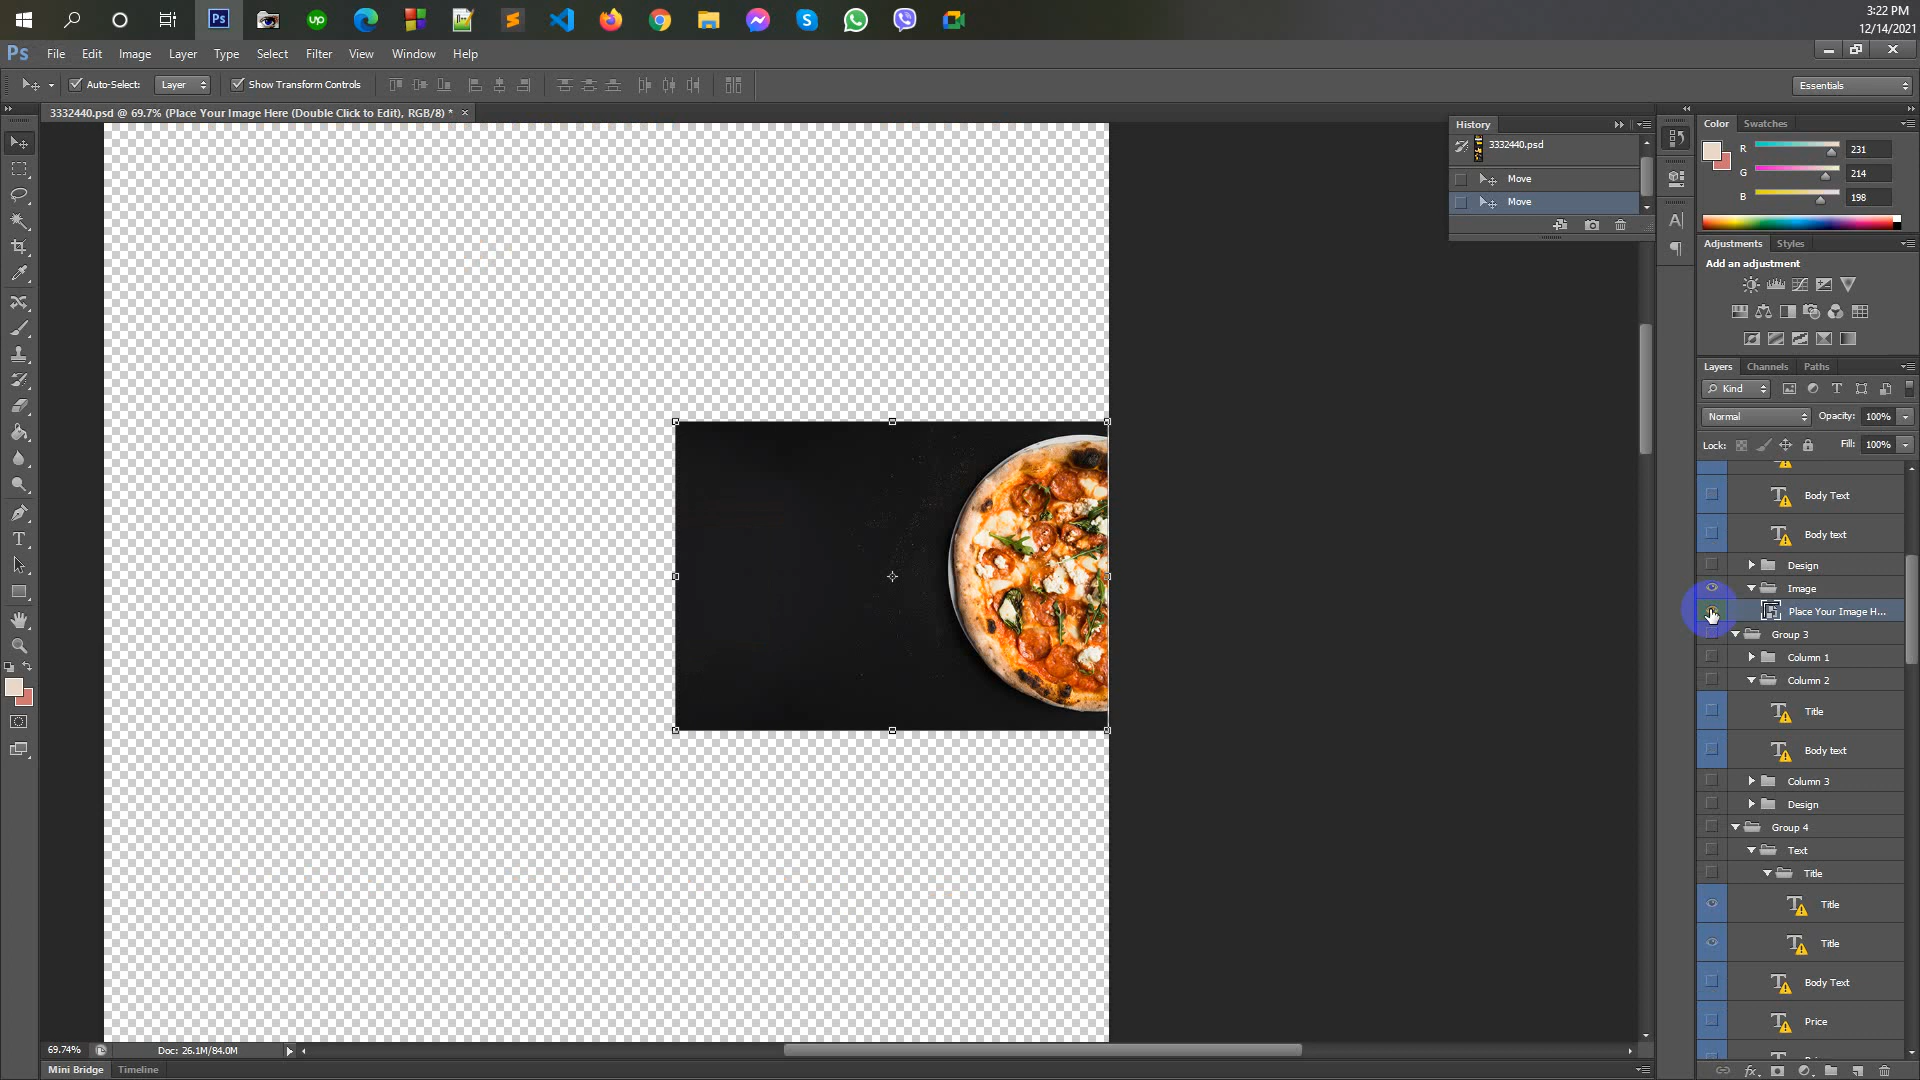 3:22 PM
12/14/2021
Ps
File Edit Image Layer Type Select Filter View Window Help
Auto-Select: Layer Show Transform Controls
Essentials
3332440.psd @ 69.7% (Place Your Image Here (Double Click to Edit), RGB/8) * ×
History
3332440.psd
Move
Move
Color Swatches
R 231
G 214
B 198
Adjustments Styles
Add an adjustment
Layers Channels Paths
Kind
Normal Opacity: 100%
Lock: Fill: 100%
Body Text
Body text
Design
Image
Place Your Image H...
Group 3
Column 1
Column 2
Title
Body text
Column 3
Design
Group 4
Text
Title
Title
Title
Body Text
Price
69.74% Doc: 26.1M/84.0M
Mini Bridge Timeline